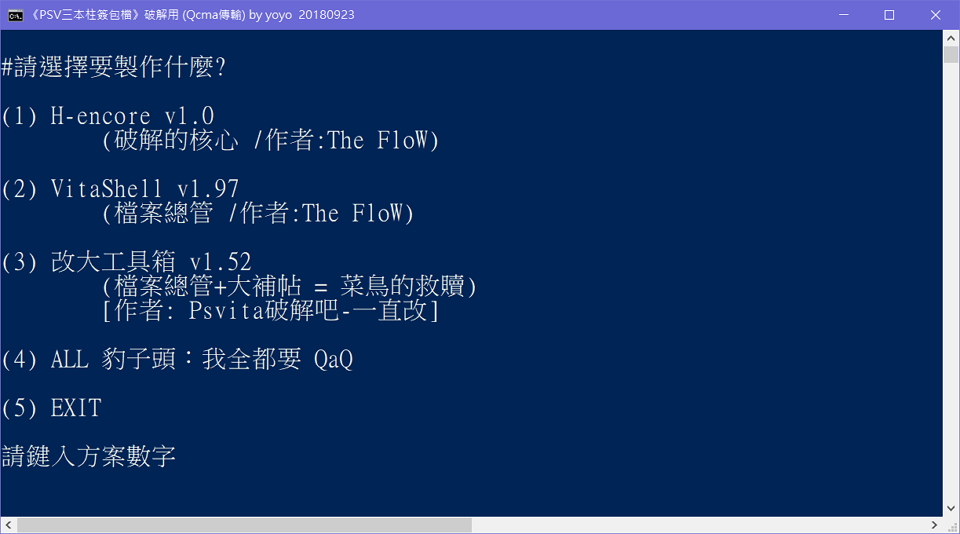 《PSV三本柱簽包檔》破解用 (Qcma傳輸) by yoyo  20180923
#請選擇要製作什麼?
(1) H-encore v1.0
(破解的核心 /作者:The FloW)
(2) VitaShell v1.97
(檔案總管 /作者:The FloW)
(3) 改大工具箱 v1.52
(檔案總管+大補帖 = 菜鳥的救贖)
[作者: Psvita破解吧-一直改]
(4) ALL 豹子頭：我全都要 QaQ
(5) EXIT
請鍵入方案數字